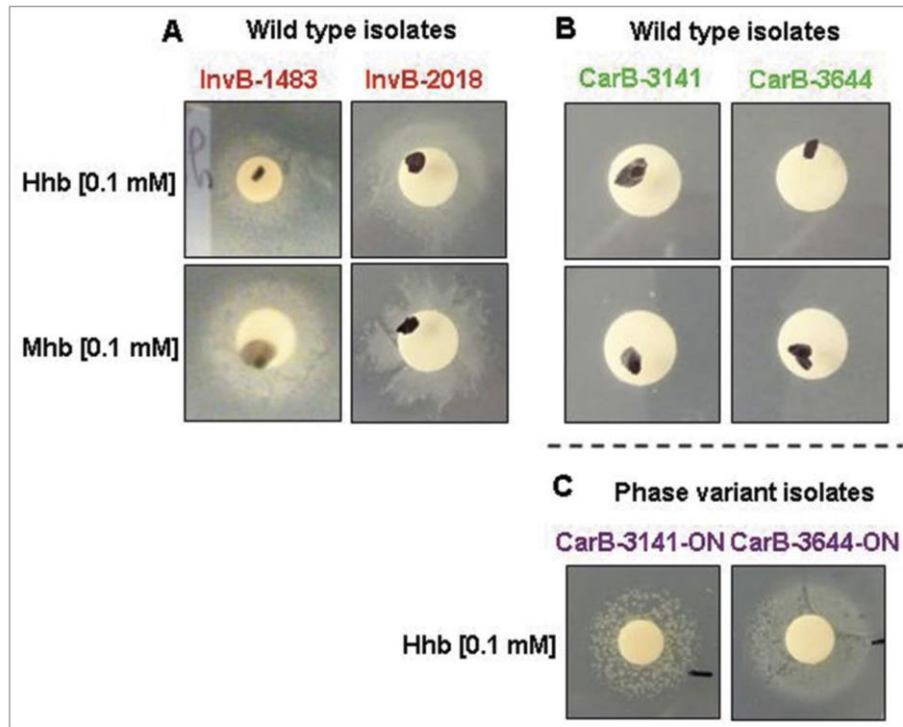 A Wild type isolates
InvB-1483 InvB-2018
Hhb [0.1 mM]
Mhb [0.1 mM]
B Wild type isolates
CarB-3141 CarB-3644
C Phase variant isolates
CarB-3141-ON CarB-3644-ON
Hhb [0.1 mM]